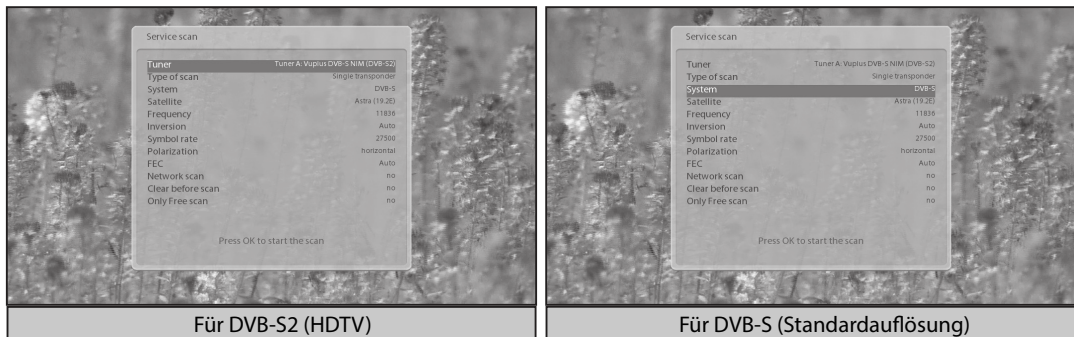 Service scan
Tuner Tuner A: Vuplus DVB-S NIM (DVB-S2)
Type of scan Single transponder
System DVB-S
Satellite Astra (19.2E)
Frequency 11836
Inversion Auto
Symbol rate 27500
Polarization horizontal
FEC Auto
Network scan no
Clear before scan no
Only Free scan no
Press OK to start the scan
Für DVB-S2 (HDTV)
Service scan
Tuner Tuner A: Vuplus DVB-S NIM (DVB-S2)
Type of scan Single transponder
System DVB-S
Satellite Astra (19.2E)
Frequency 11836
Inversion Auto
Symbol rate 27500
Polarization horizontal
FEC Auto
Network scan no
Clear before scan no
Only Free scan no
Press OK to start the scan
Für DVB-S (Standardauflösung)